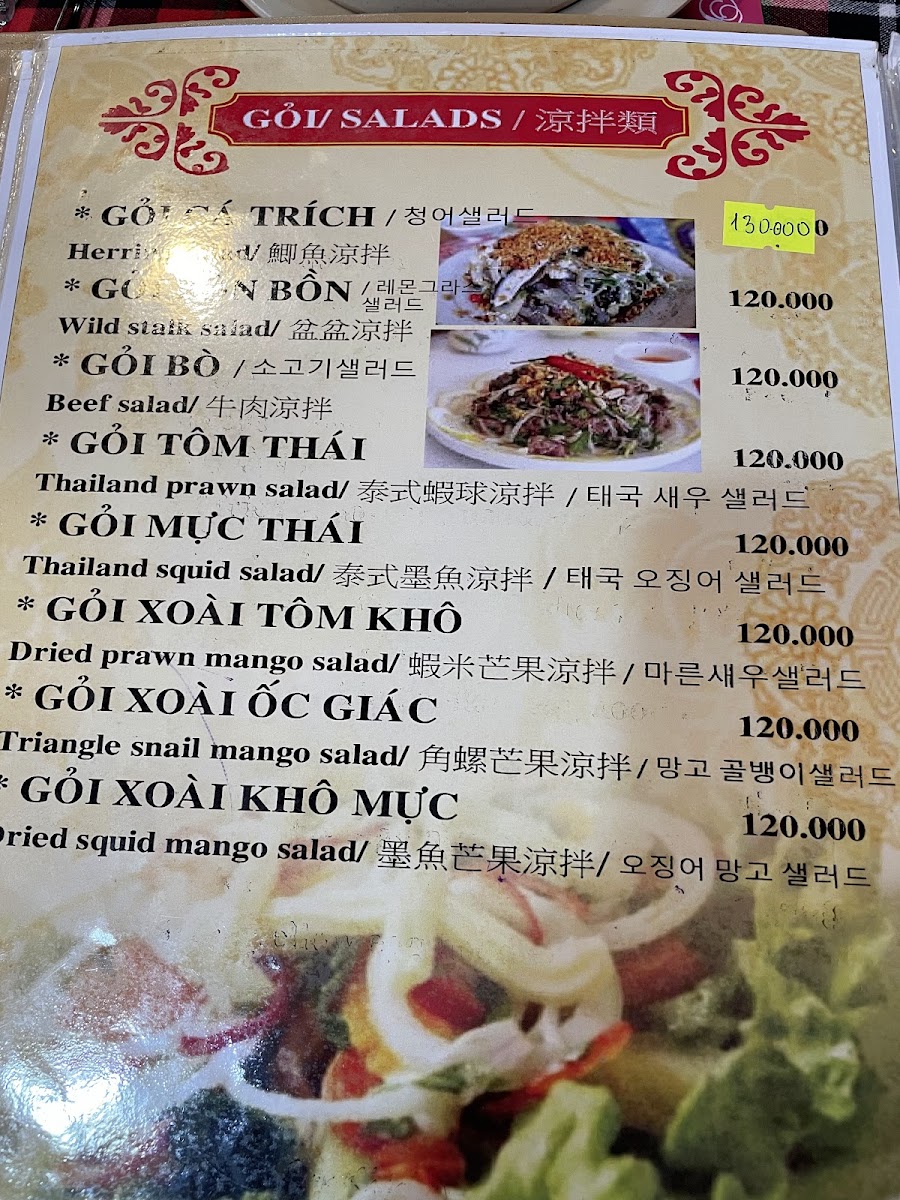 GỎI/ SALADS / 涼拌類
* GỎI CÁ TRÍCH / 청어샐러드 130.000
Herring salad/ 鯽魚涼拌
* GỎI BỒN BỒN / 레몬그라스 120.000
샐러드
Wild stalk salad/ 盆盆涼拌
* GỎI BÒ / 소고기샐러드 120.000
Beef salad/ 牛肉涼拌
* GỎI TÔM THÁI 120.000
Thailand prawn salad/ 泰式蝦球涼拌 / 태국 새우 샐러드
* GỎI MỰC THÁI 120.000
Thailand squid salad/ 泰式墨魚涼拌 / 태국 오징어 샐러드
* GỎI XOÀI TÔM KHÔ 120.000
Dried prawn mango salad/ 蝦米芒果涼拌 / 마른새우샐러드
* GỎI XOÀI ỐC GIÁC 120.000
Triangle snail mango salad/ 角螺芒果涼拌 / 망고 골뱅이샐러드
* GỎI XOÀI KHÔ MỰC 120.000
Dried squid mango salad/ 墨魚芒果涼拌/ 오징어 망고 샐러드